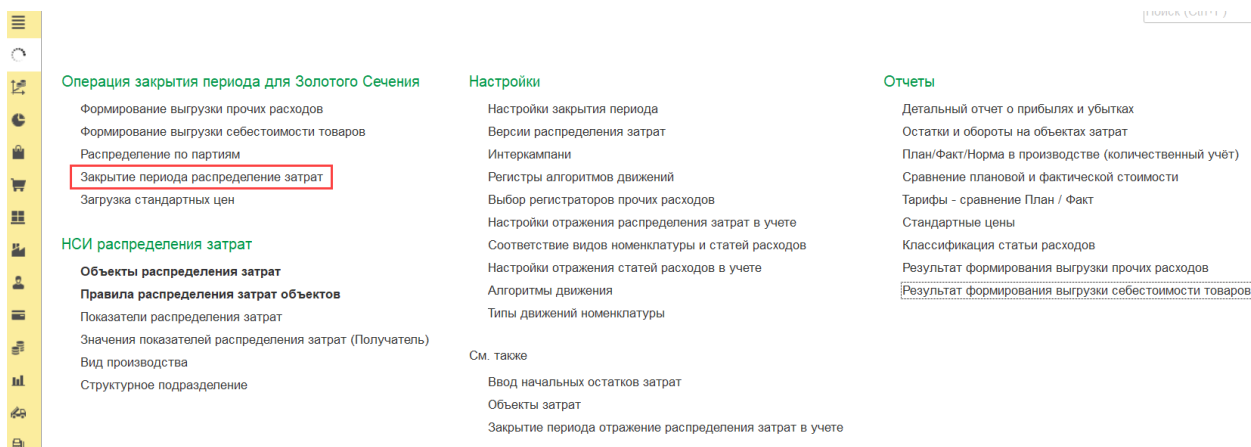 Операция закрытия периода для Золотого Сечения
Формирование выгрузки прочих расходов
Формирование выгрузки себестоимости товаров
Распределение по партиям
Закрытие периода распределение затрат
Загрузка стандартных цен
НСИ распределения затрат
Объекты распределения затрат
Правила распределения затрат объектов
Показатели распределения затрат
Значения показателей распределения затрат (Получатель)
Вид производства
Структурное подразделение
Настройки
Настройки закрытия периода
Версии распределения затрат
Интеркампани
Регистры алгоритмов движений
Выбор регистраторов прочих расходов
Настройки отражения распределения затрат в учете
Соответствие видов номенклатуры и статей расходов
Настройки отражения статей расходов в учете
Алгоритмы движения
Типы движений номенклатуры
См. также
Ввод начальных остатков затрат
Объекты затрат
Закрытие периода отражение распределения затрат в учете
Отчеты
Детальный отчет о прибылях и убытках
Остатки и обороты на объектах затрат
План/Факт/Норма в производстве (количественный учёт)
Сравнение плановой и фактической стоимости
Тарифы - сравнение План / Факт
Стандартные цены
Классификация статьи расходов
Результат формирования выгрузки прочих расходов
Результат формирования выгрузки себестоимости товаров